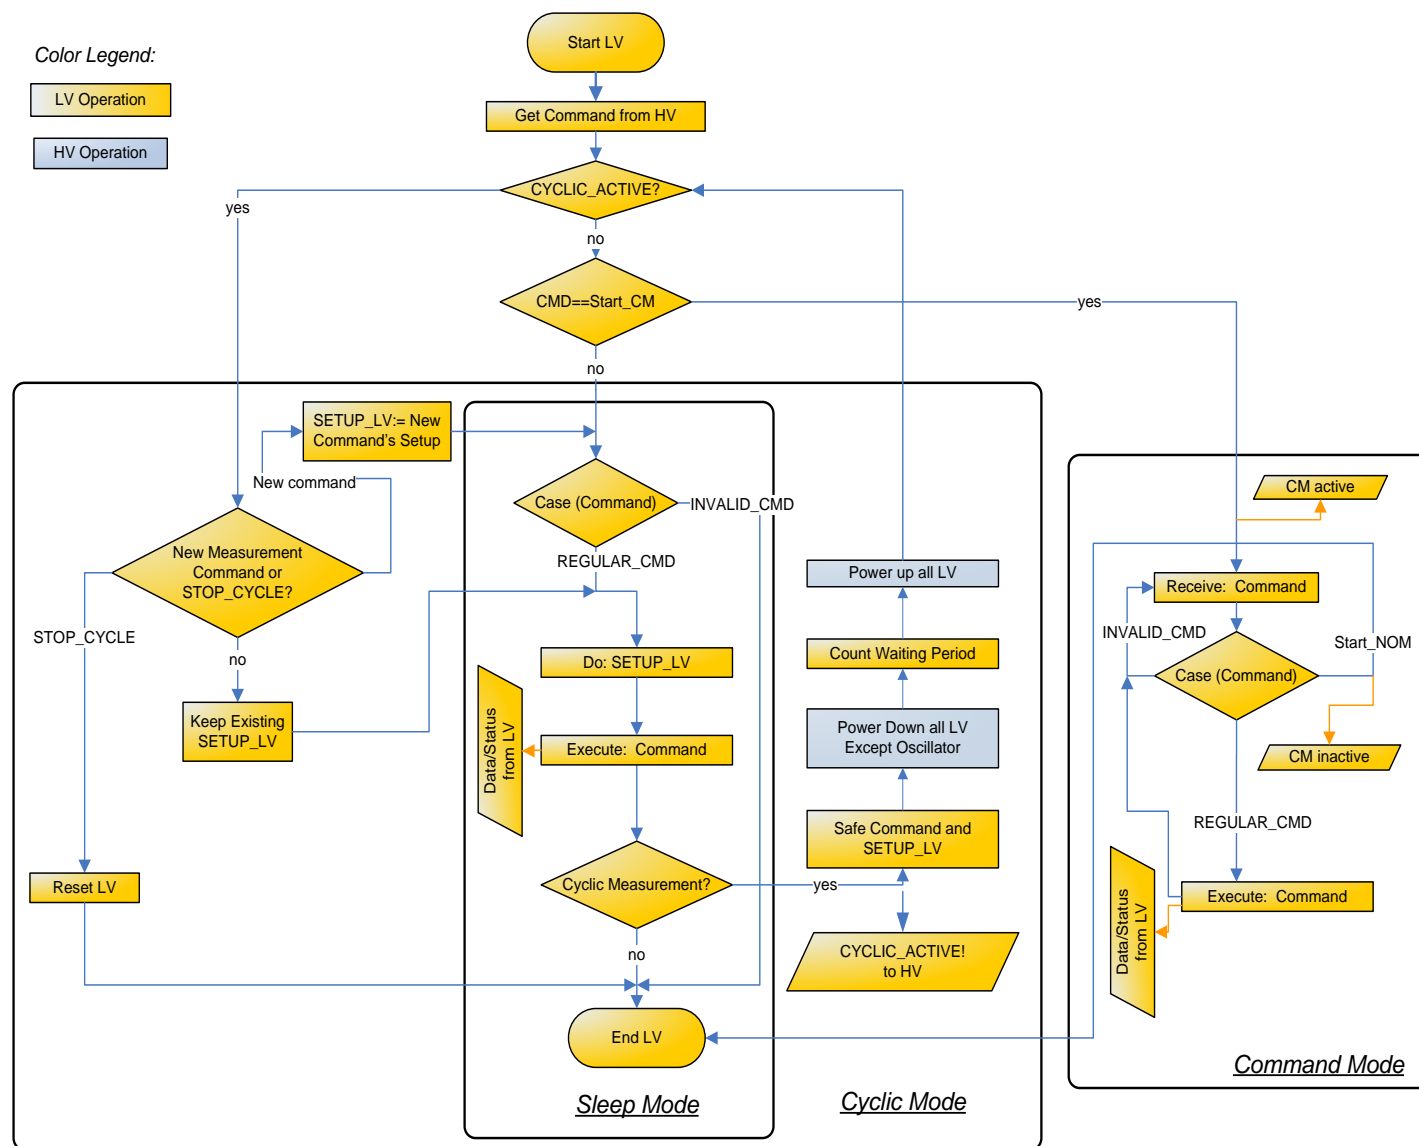 Color Legend:
LV Operation
HV Operation
Start LV
Get Command from HV
CYCLIC_ACTIVE?
yes
no
CMD==Start_CM
yes
no
SETUP_LV:= New
Command's Setup
New command
New Measurement
Command or
STOP_CYCLE?
STOP_CYCLE
no
Keep Existing
SETUP_LV
Reset LV
Case (Command)
INVALID_CMD
REGULAR_CMD
Do: SETUP_LV
Execute: Command
Data/Status
from LV
Cyclic Measurement?
yes
no
End LV
Sleep Mode
Power up all LV
Count Waiting Period
Power Down all LV
Except Oscillator
Safe Command and
SETUP_LV
CYCLIC_ACTIVE!
to HV
Cyclic Mode
CM active
Receive: Command
INVALID_CMD
Start_NOM
Case (Command)
CM inactive
REGULAR_CMD
Execute: Command
Data/Status
from LV
Command Mode